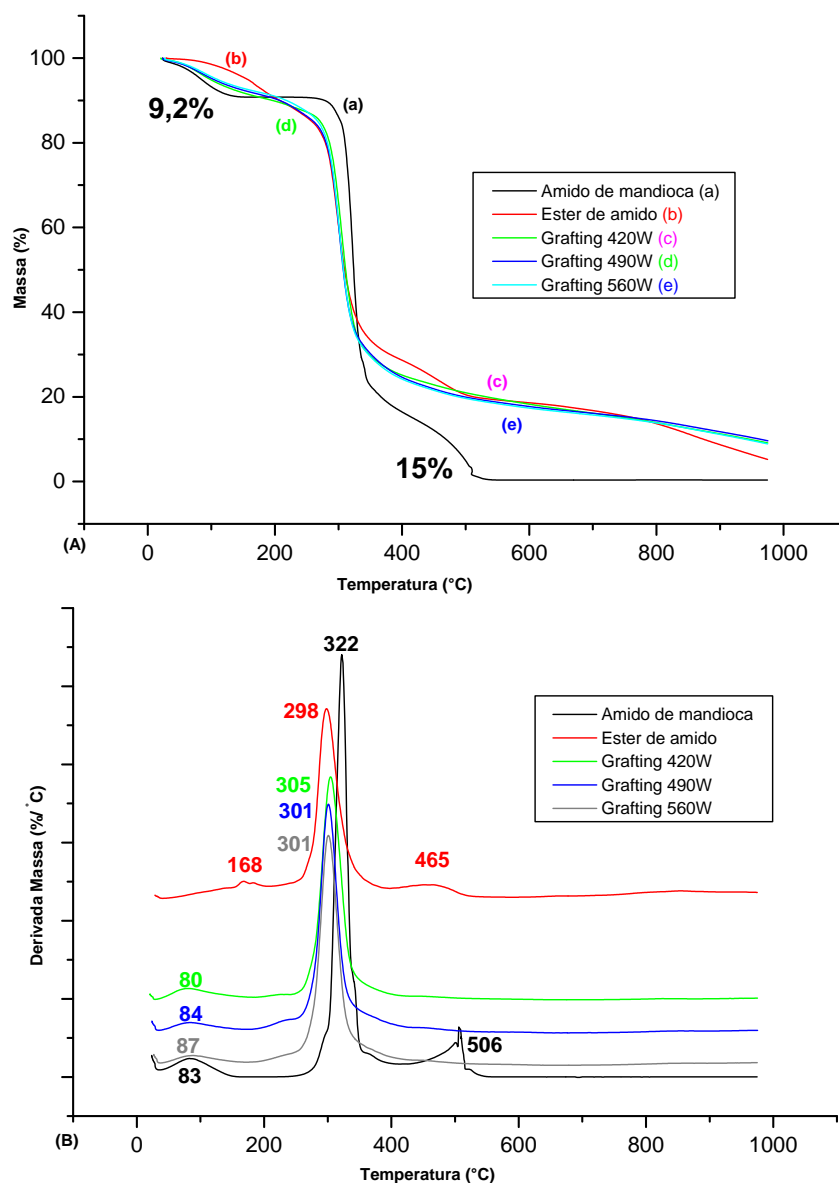 100
80
60
40
20
0
Massa (%)
(b)
(a)
9,2%
(d)
Amido de mandioca (a)
Ester de amido (b)
Grafting 420W (c)
Grafting 490W (d)
Grafting 560W (e)
(c)
(e)
15%
0 200 400 600 800 1000
(A)
Temperatura (°C)
322
298
305
301
301
168
465
80
84
87
83
506
Amido de mandioca
Ester de amido
Grafting 420W
Grafting 490W
Grafting 560W
Derivada Massa (%/°C)
0 200 400 600 800 1000
(B)
Temperatura (°C)